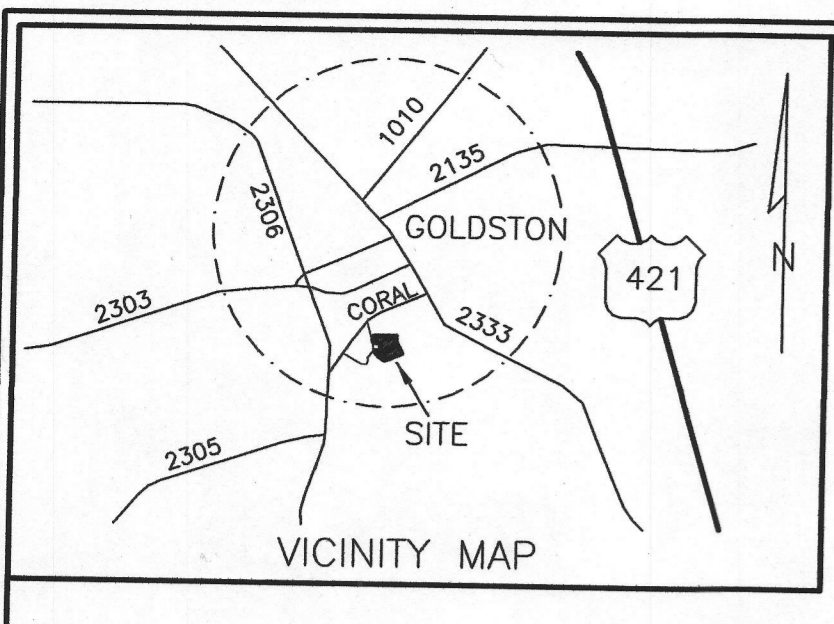 1010
2135
2306
GOLDSTON
N
421
2303
CORAL
2333
SITE
2305
VICINITY MAP